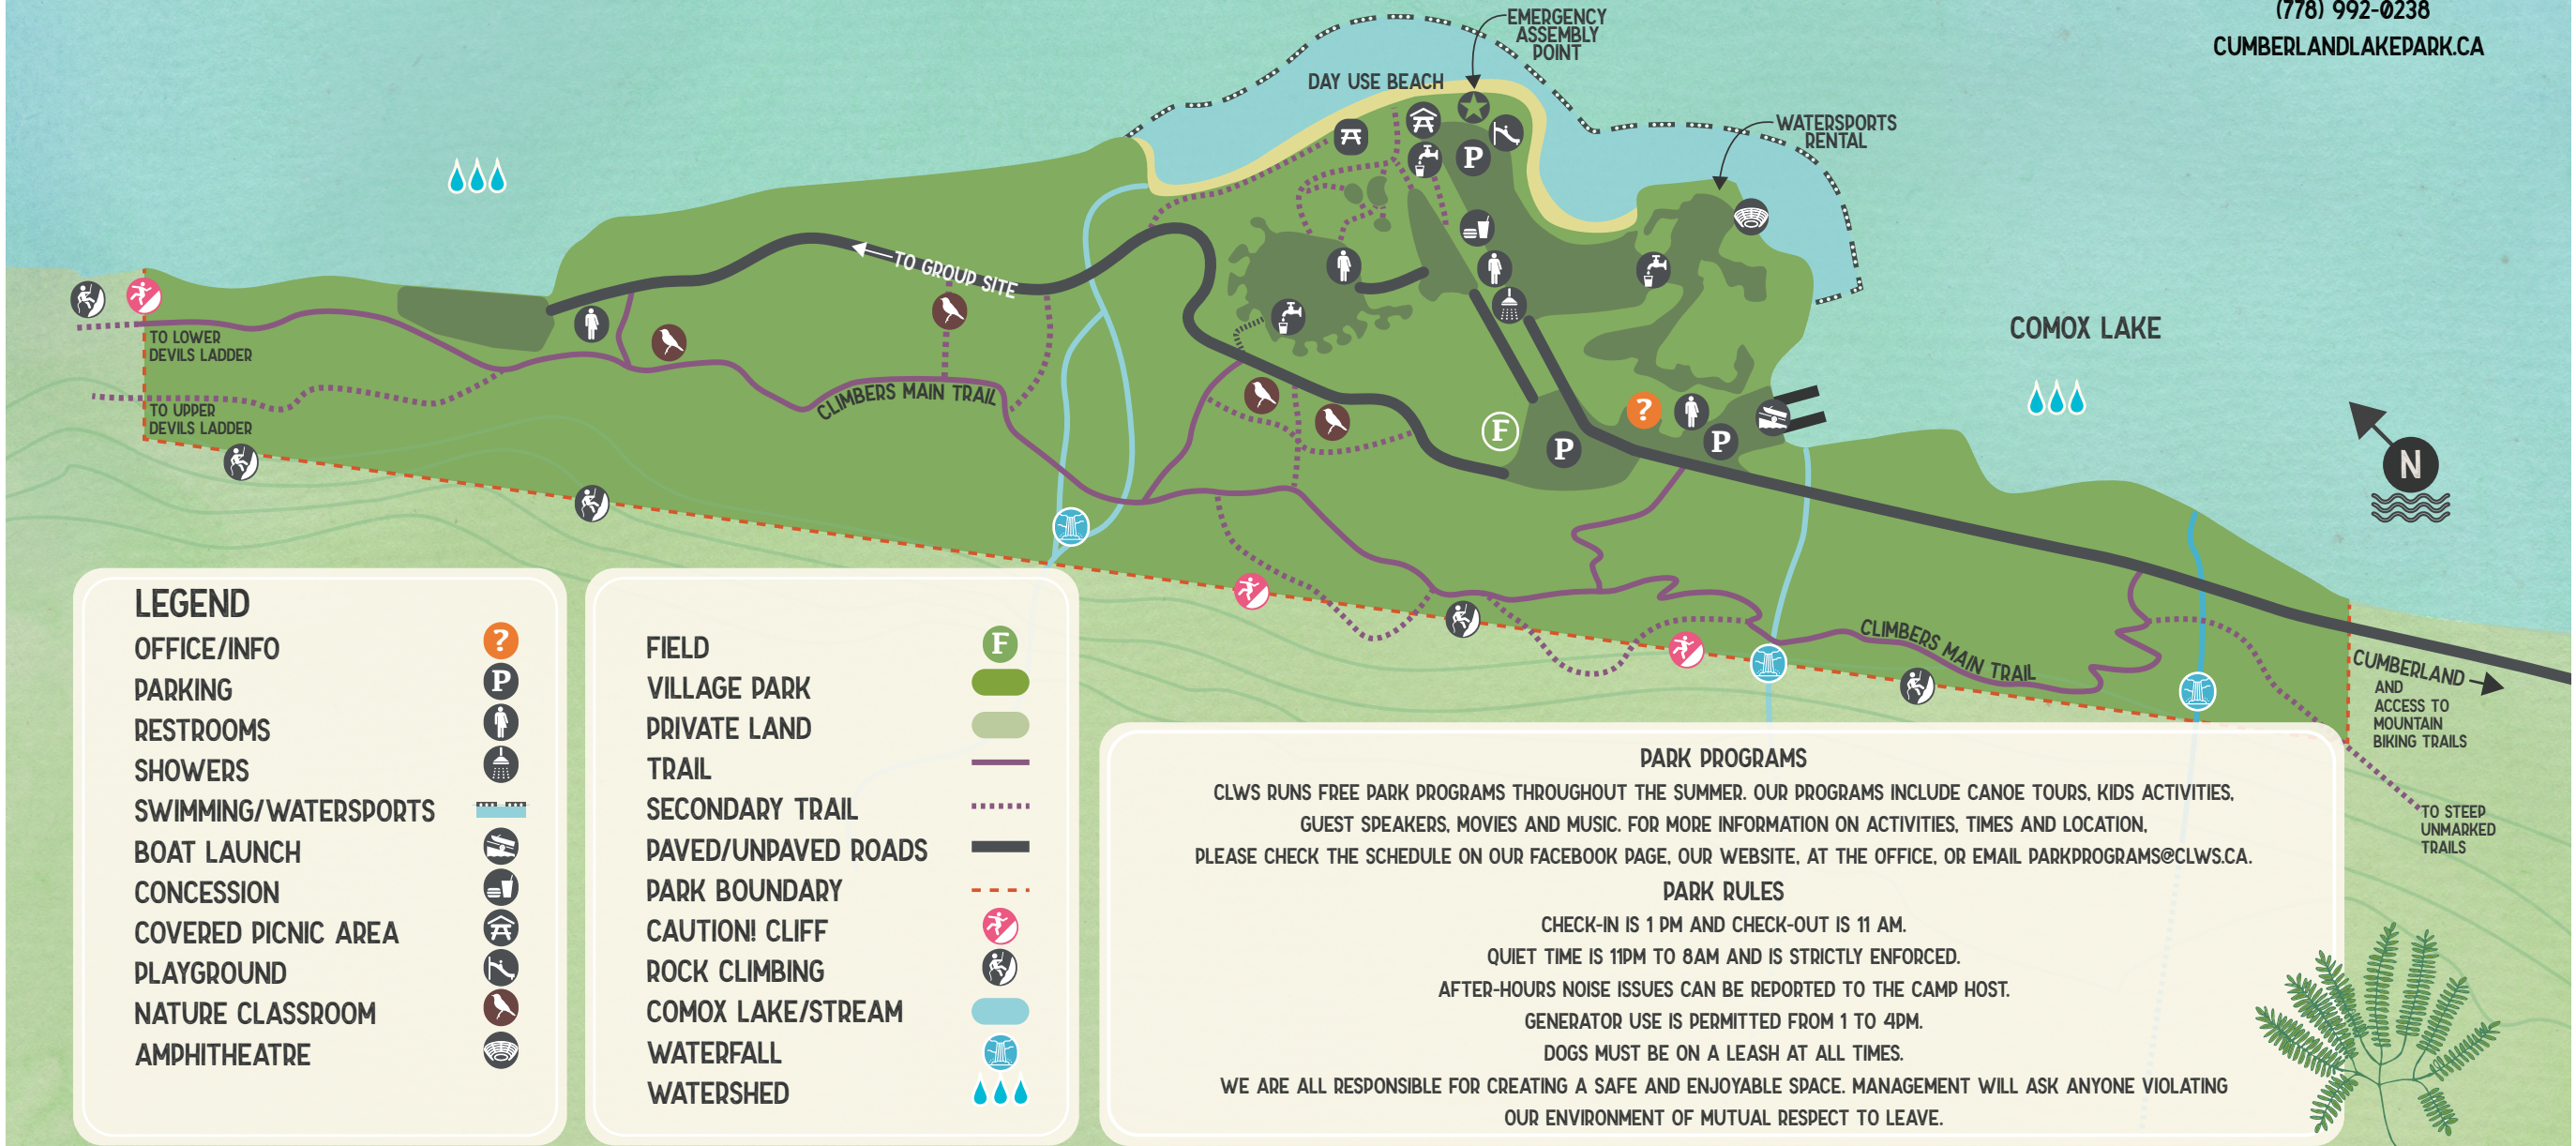 (778) 992-0238
CUMBERLANDLAKEPARK.CA
EMERGENCY
ASSEMBLY
POINT
DAY USE BEACH
P
WATERSPORTS
RENTAL
TO GROUP SITE
COMOX LAKE
TO LOWER
DEVILS LADDER
TO UPPER
DEVILS LADDER
CLIMBERS MAIN TRAIL
F
P
?
P
N
CLIMBERS MAIN TRAIL
CUMBERLAND
AND
ACCESS TO
MOUNTAIN
BIKING TRAILS
TO STEEP
UNMARKED
TRAILS
LEGEND
OFFICE/INFO ?
PARKING P
RESTROOMS
SHOWERS
SWIMMING/WATERSPORTS
BOAT LAUNCH
CONCESSION
COVERED PICNIC AREA
PLAYGROUND
NATURE CLASSROOM
AMPHITHEATRE
FIELD F
VILLAGE PARK
PRIVATE LAND
TRAIL
SECONDARY TRAIL
PAVED/UNPAVED ROADS
PARK BOUNDARY
CAUTION! CLIFF
ROCK CLIMBING
COMOX LAKE/STREAM
WATERFALL
WATERSHED
PARK PROGRAMS
CLWS RUNS FREE PARK PROGRAMS THROUGHOUT THE SUMMER. OUR PROGRAMS INCLUDE CANOE TOURS, KIDS ACTIVITIES,
GUEST SPEAKERS, MOVIES AND MUSIC. FOR MORE INFORMATION ON ACTIVITIES, TIMES AND LOCATION,
PLEASE CHECK THE SCHEDULE ON OUR FACEBOOK PAGE, OUR WEBSITE, AT THE OFFICE, OR EMAIL PARKPROGRAMS@CLWS.CA.
PARK RULES
CHECK-IN IS 1 PM AND CHECK-OUT IS 11 AM.
QUIET TIME IS 11PM TO 8AM AND IS STRICTLY ENFORCED.
AFTER-HOURS NOISE ISSUES CAN BE REPORTED TO THE CAMP HOST.
GENERATOR USE IS PERMITTED FROM 1 TO 4PM.
DOGS MUST BE ON A LEASH AT ALL TIMES.
WE ARE ALL RESPONSIBLE FOR CREATING A SAFE AND ENJOYABLE SPACE. MANAGEMENT WILL ASK ANYONE VIOLATING
OUR ENVIRONMENT OF MUTUAL RESPECT TO LEAVE.